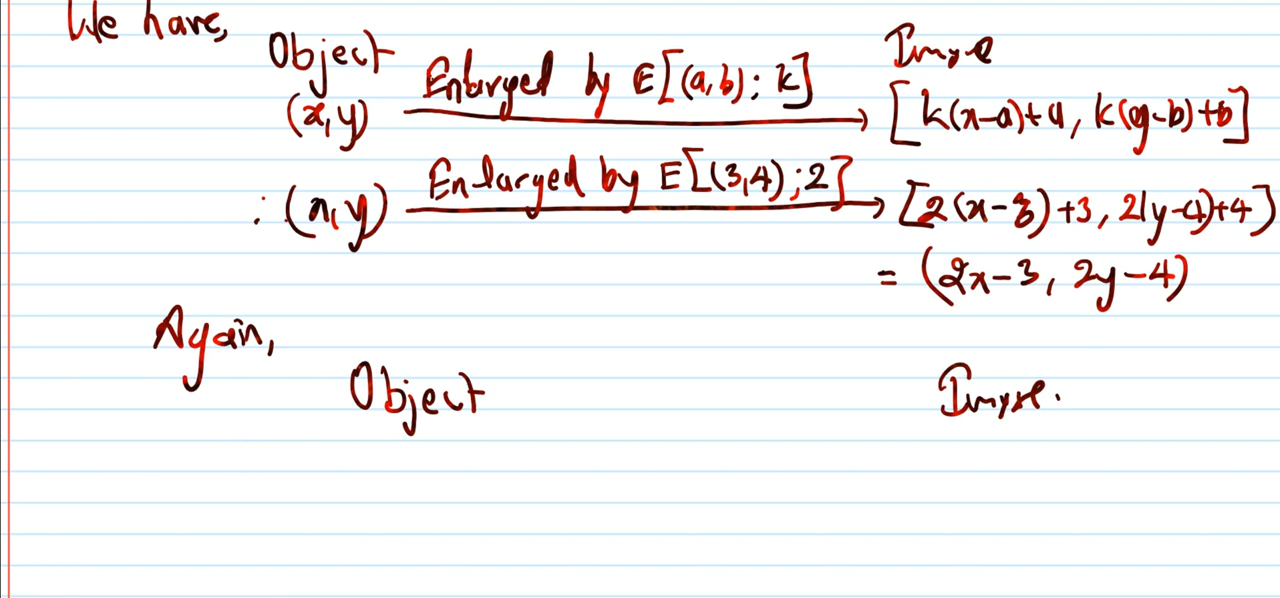 We have,
Object Image
(x,y) Enlarged by E[(a,b); k] → [k(x-a)+a, k(y-b)+b]
∴ (x,y) Enlarged by E[(3,4);2] → [2(x-3)+3, 2(y-4)+4]
= (2x-3, 2y-4)
Again,
Object Image.